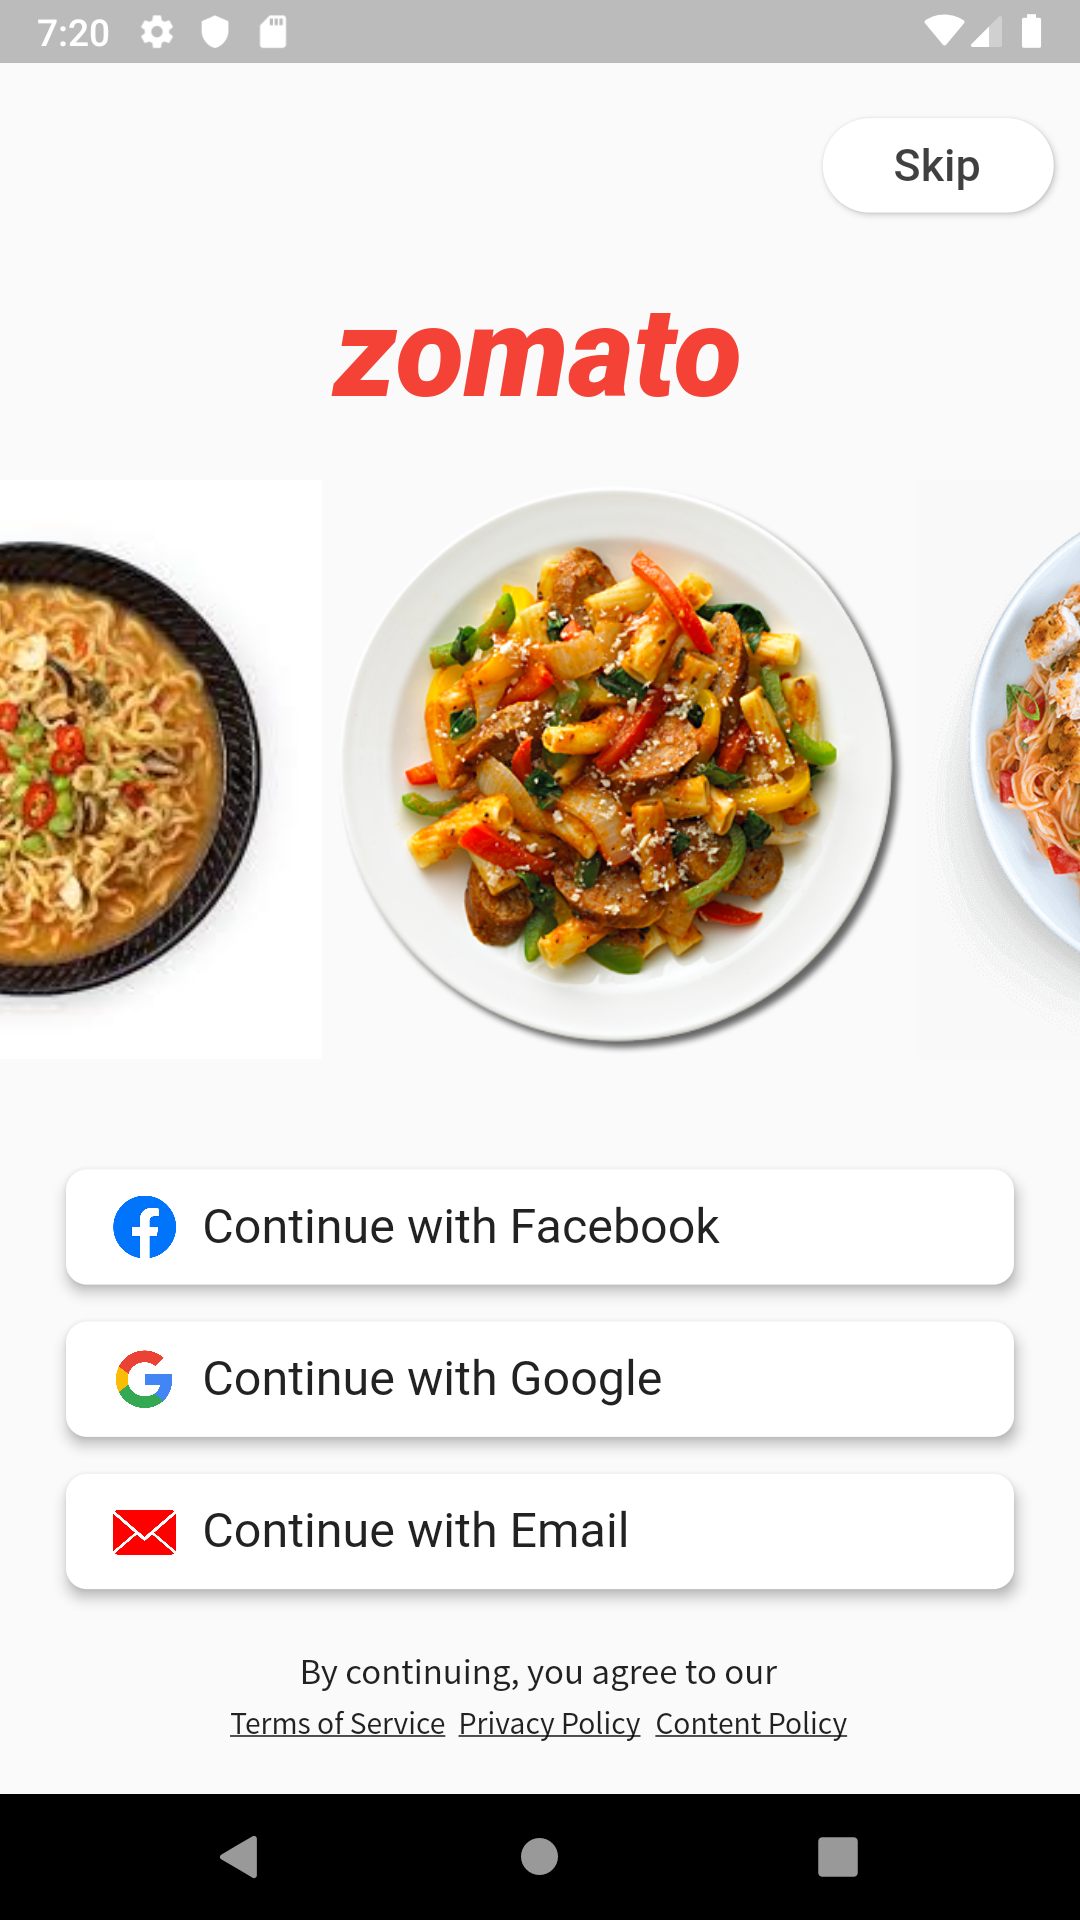 7:20
Skip
zomato
Continue with Facebook
Continue with Google
Continue with Email
By continuing, you agree to our
Terms of Service Privacy Policy Content Policy